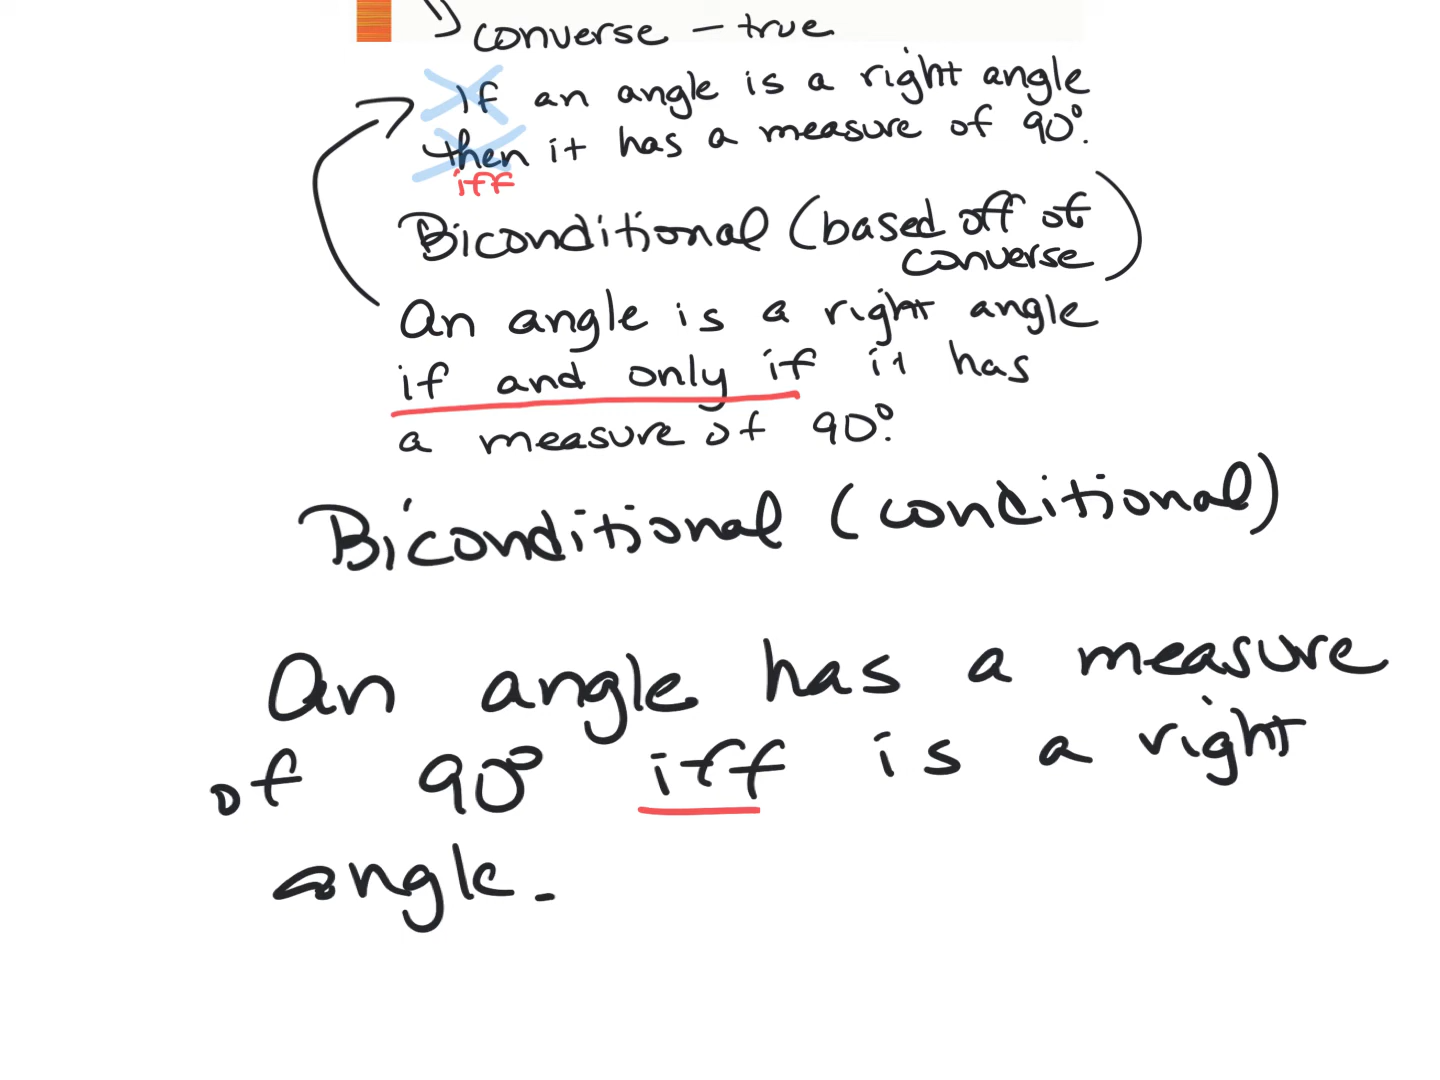 1) converse – true
If an angle is a right angle
then it has a measure of 90°.
iff
Biconditional (based off of
converse)
An angle is a right angle
if and only if it has
a measure of 90°.
Biconditional (conditional)
An angle has a measure
of 90° iff is a right
angle.